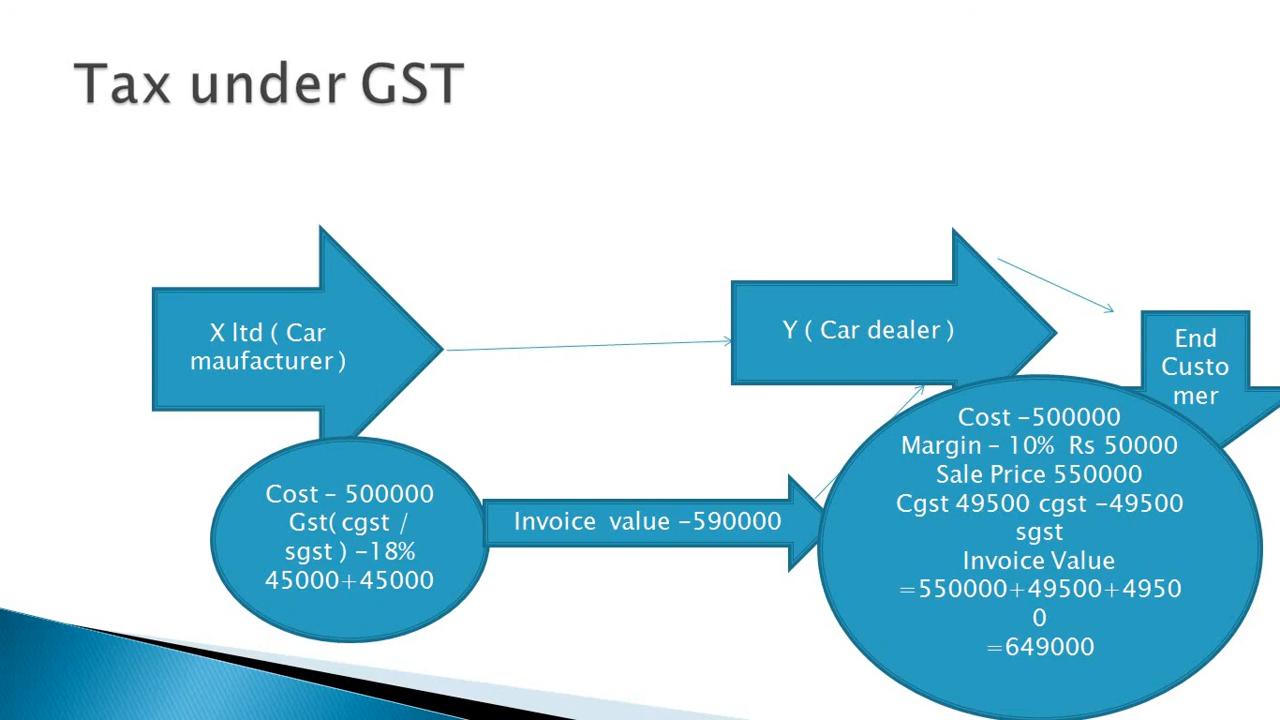 Tax under GST
X ltd ( Car
maufacturer )
Y ( Car dealer )
End
Custo
mer
Cost – 500000
Gst( cgst /
sgst ) -18%
45000+45000
Invoice value -590000
Cost -500000
Margin – 10% Rs 50000
Sale Price 550000
Cgst 49500 cgst -49500
sgst
Invoice Value
=550000+49500+4950
0
=649000